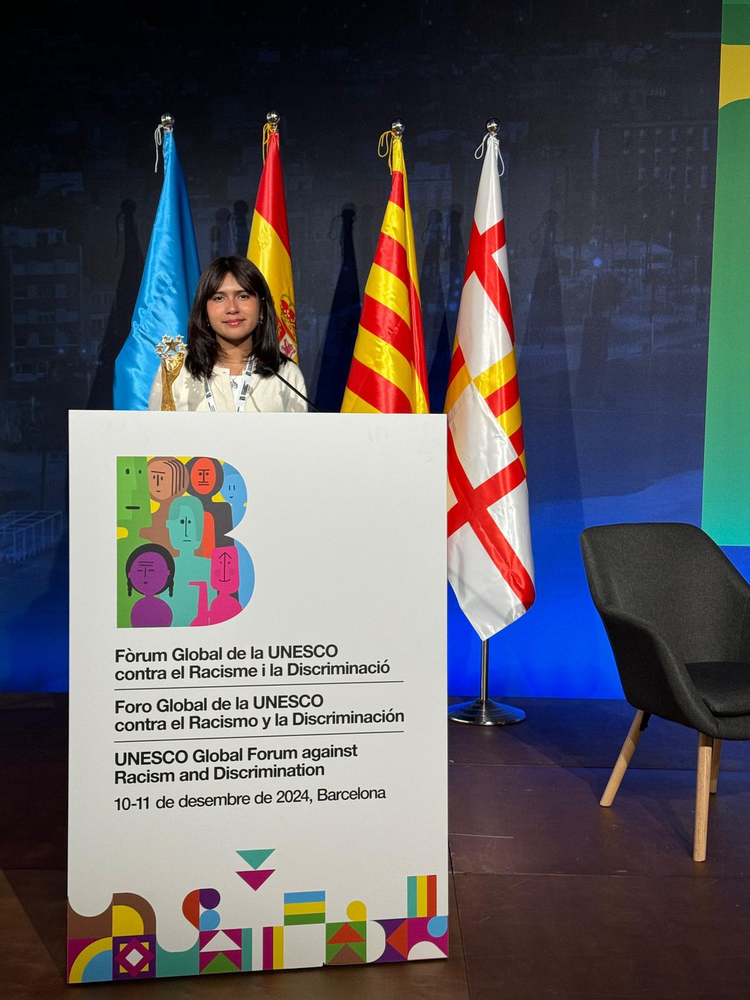 Fòrum Global de la UNESCO
contra el Racisme i la Discriminació
Foro Global de la UNESCO
contra el Racismo y la Discriminación
UNESCO Global Forum against
Racism and Discrimination
10-11 de desembre de 2024, Barcelona